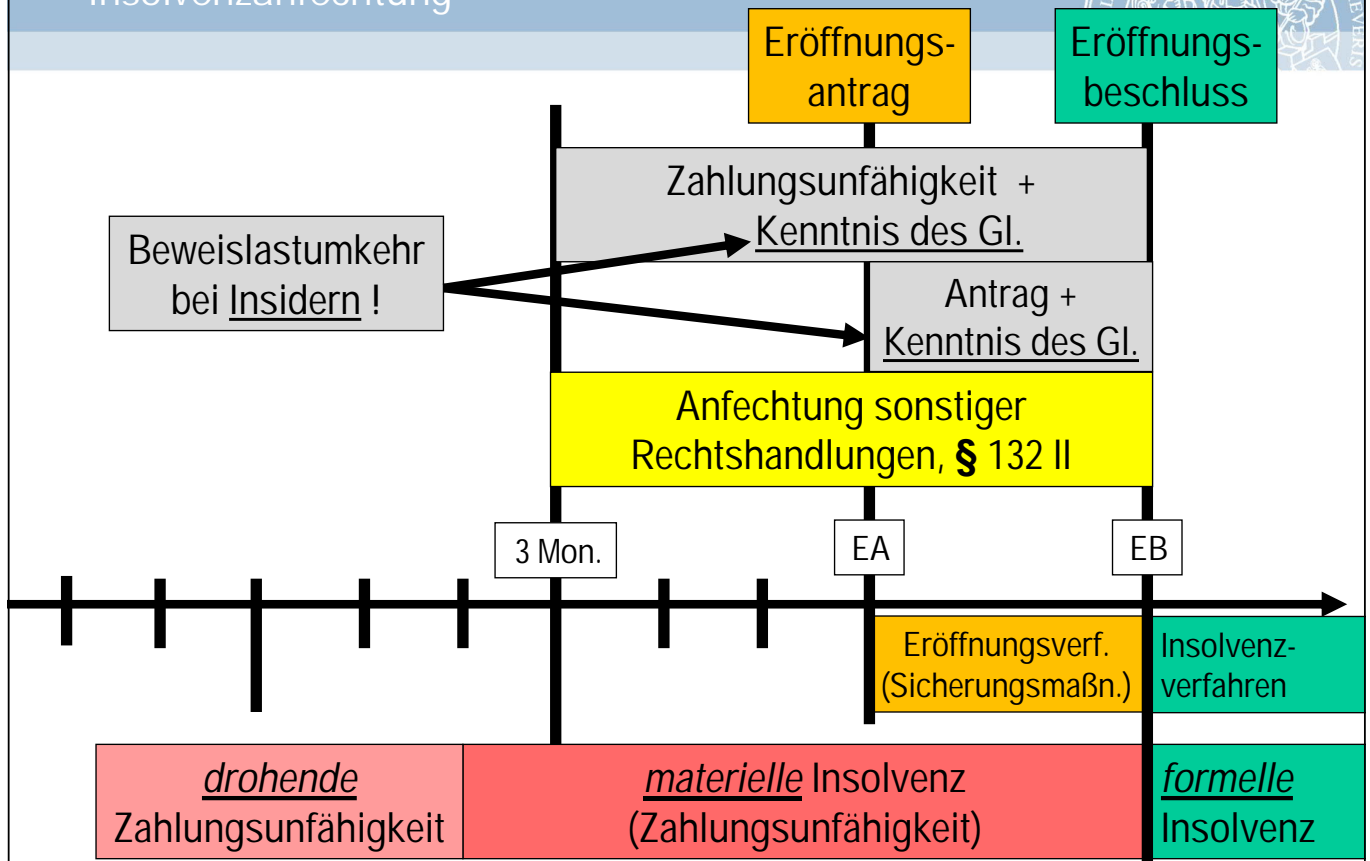 Insolvenzanfechtung
Eröffnungs-
antrag
Eröffnungs-
beschluss
Zahlungsunfähigkeit +
Kenntnis des Gl.
Beweislastumkehr
bei Insidern !
Antrag +
Kenntnis des Gl.
Anfechtung sonstiger
Rechtshandlungen, § 132 II
3 Mon.
EA
EB
Eröffnungsverf.
(Sicherungsmaßn.)
Insolvenz-
verfahren
drohende
Zahlungsunfähigkeit
materielle Insolvenz
(Zahlungsunfähigkeit)
formelle
Insolvenz